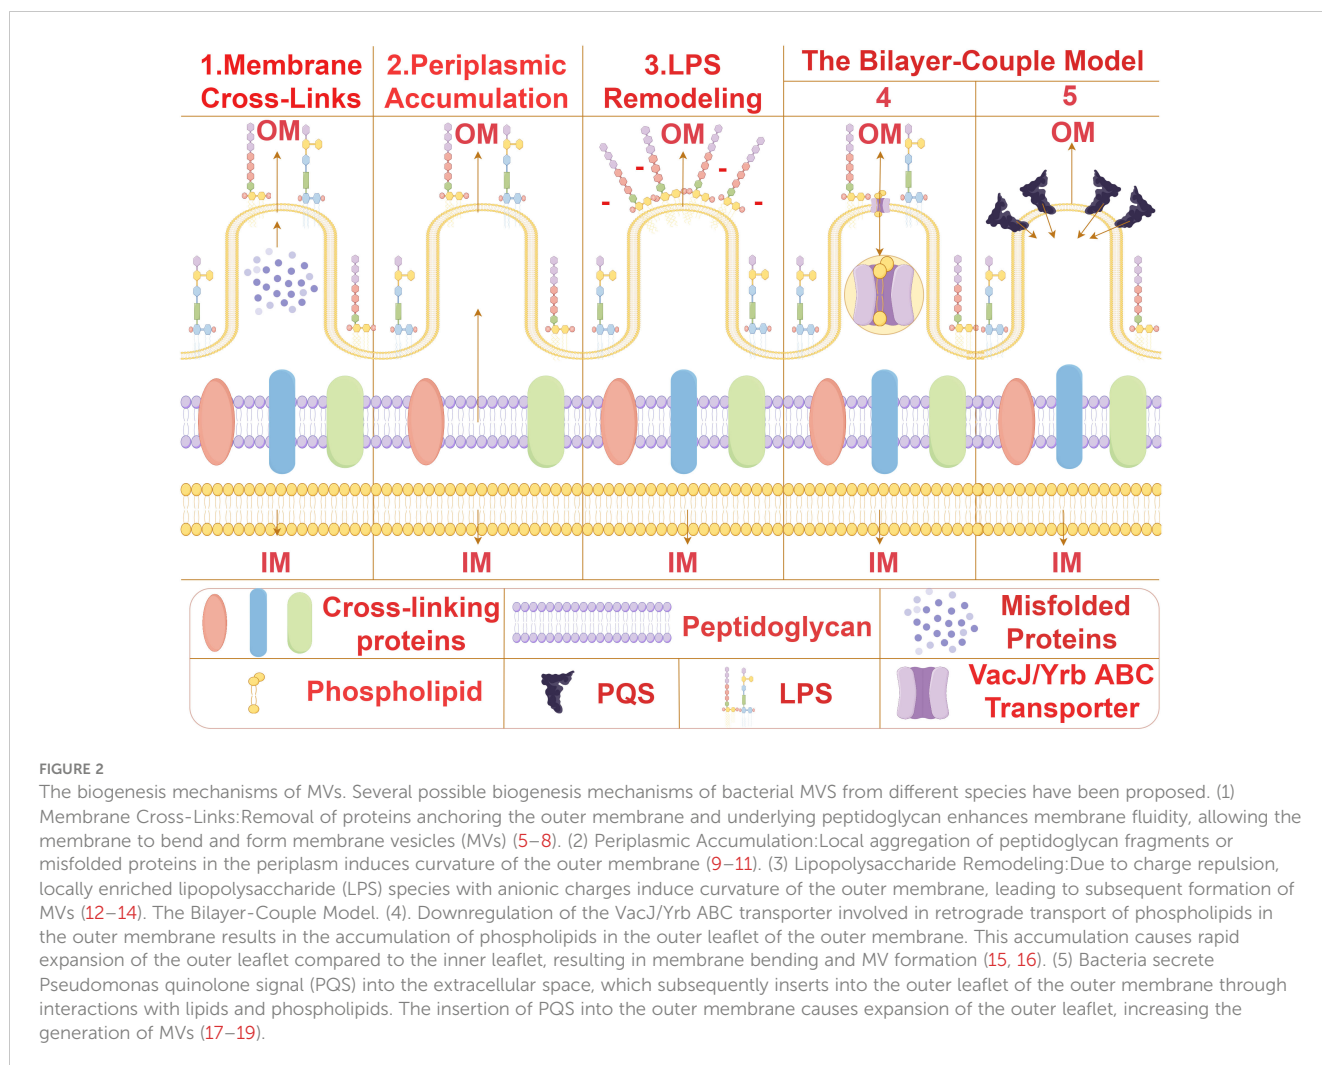 1.Membrane
Cross-Links
2.Periplasmic
Accumulation
3.LPS
Remodeling
The Bilayer-Couple Model
4
5
OM
OM
OM
OM
OM
-
-
-
-
IM
IM
IM
IM
IM
Cross-linking
proteins
Peptidoglycan
Misfolded
Proteins
Phospholipid
PQS
LPS
VacJ/Yrb ABC
Transporter
FIGURE 2
The biogenesis mechanisms of MVs. Several possible biogenesis mechanisms of bacterial MVS from different species have been proposed. (1)
Membrane Cross-Links:Removal of proteins anchoring the outer membrane and underlying peptidoglycan enhances membrane fluidity, allowing the
membrane to bend and form membrane vesicles (MVs) (5–8). (2) Periplasmic Accumulation:Local aggregation of peptidoglycan fragments or
misfolded proteins in the periplasm induces curvature of the outer membrane (9–11). (3) Lipopolysaccharide Remodeling:Due to charge repulsion,
locally enriched lipopolysaccharide (LPS) species with anionic charges induce curvature of the outer membrane, leading to subsequent formation of
MVs (12–14). The Bilayer-Couple Model. (4). Downregulation of the VacJ/Yrb ABC transporter involved in retrograde transport of phospholipids in
the outer membrane results in the accumulation of phospholipids in the outer leaflet of the outer membrane. This accumulation causes rapid
expansion of the outer leaflet compared to the inner leaflet, resulting in membrane bending and MV formation (15, 16). (5) Bacteria secrete
Pseudomonas quinolone signal (PQS) into the extracellular space, which subsequently inserts into the outer leaflet of the outer membrane through
interactions with lipids and phospholipids. The insertion of PQS into the outer membrane causes expansion of the outer leaflet, increasing the
generation of MVs (17–19).